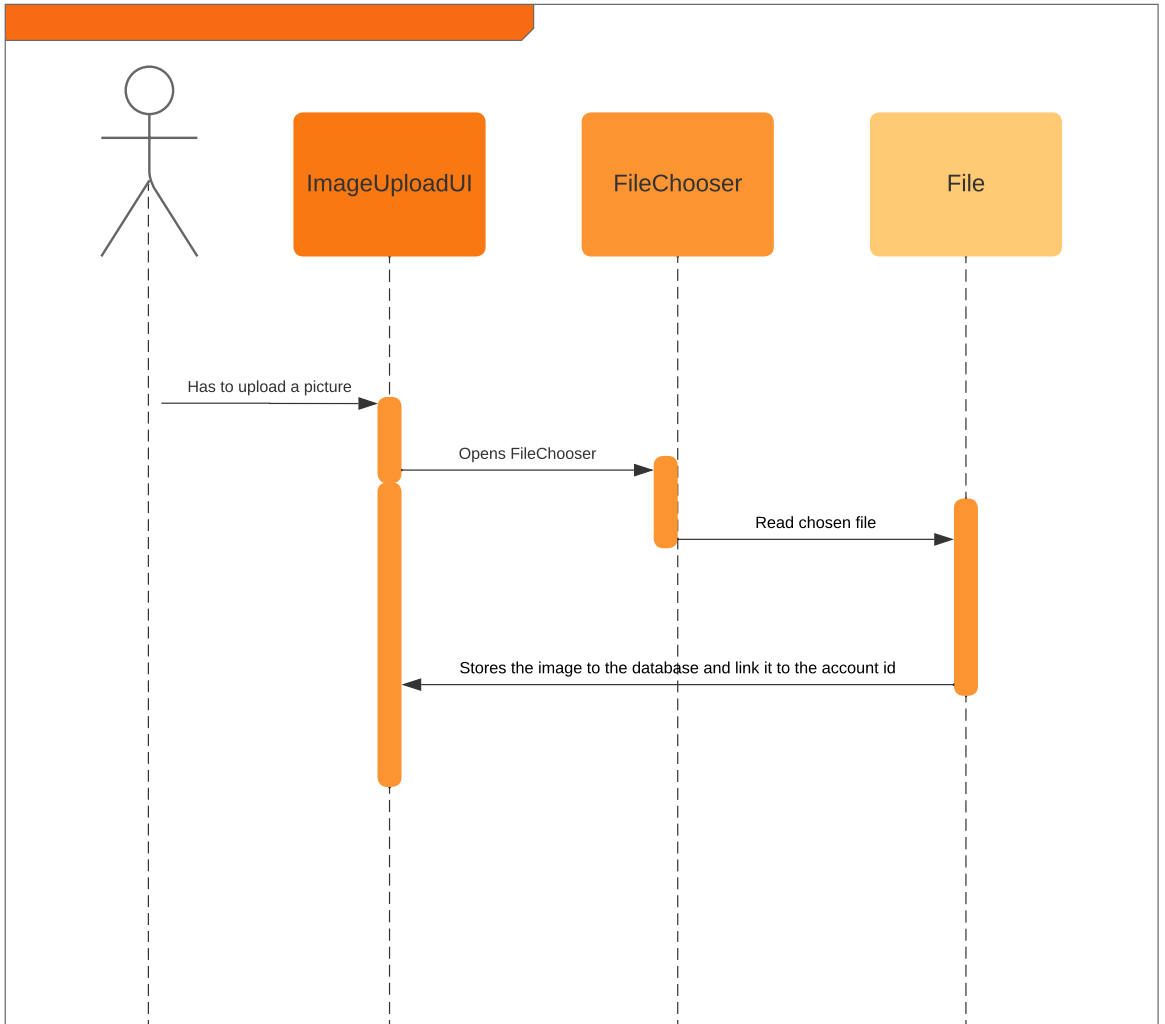 ImageUploadUI
FileChooser
File
Has to upload a picture
Opens FileChooser
Read chosen file
Stores the image to the database and link it to the account id